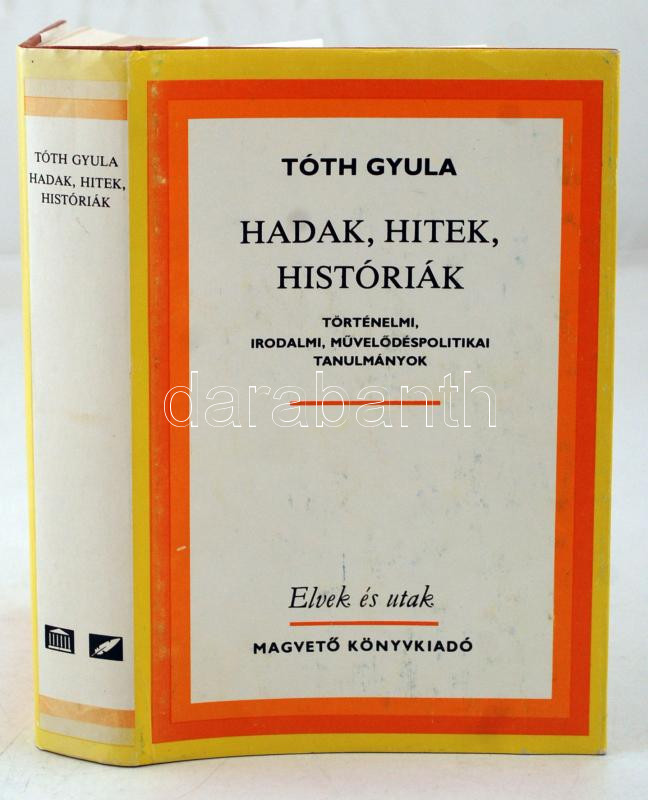 TÓTH GYULA
HADAK, HITEK,
HISTÓRIÁK
TÓTH GYULA
HADAK, HITEK,
HISTÓRIÁK
TÖRTÉNELMI,
IRODALMI, MŰVELŐDÉSPOLITIKAI
TANULMÁNYOK
darabanth
Elvek és utak
MAGVETŐ KÖNYVKIADÓ